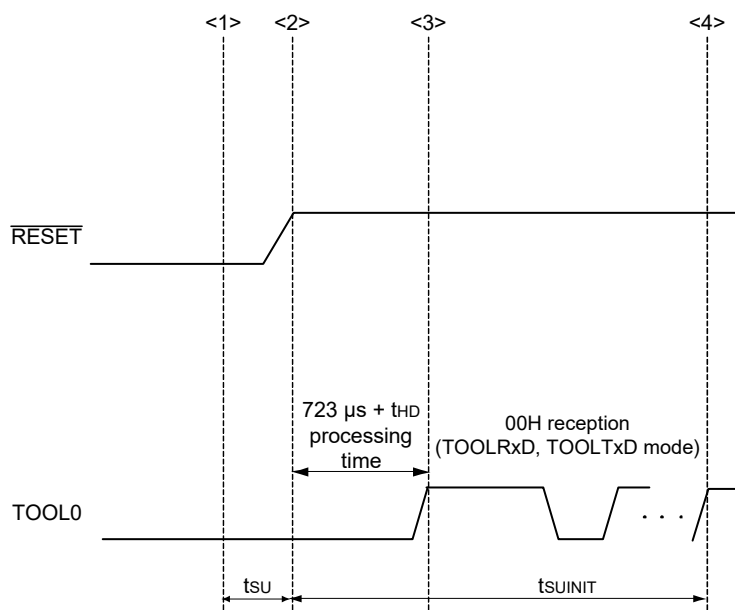 <1> <2> <3> <4>
RESET
723 µs + tHD
processing
time
00H reception
(TOOLRxD, TOOLTxD mode)
TOOL0
. . .
tSU tSUINIT